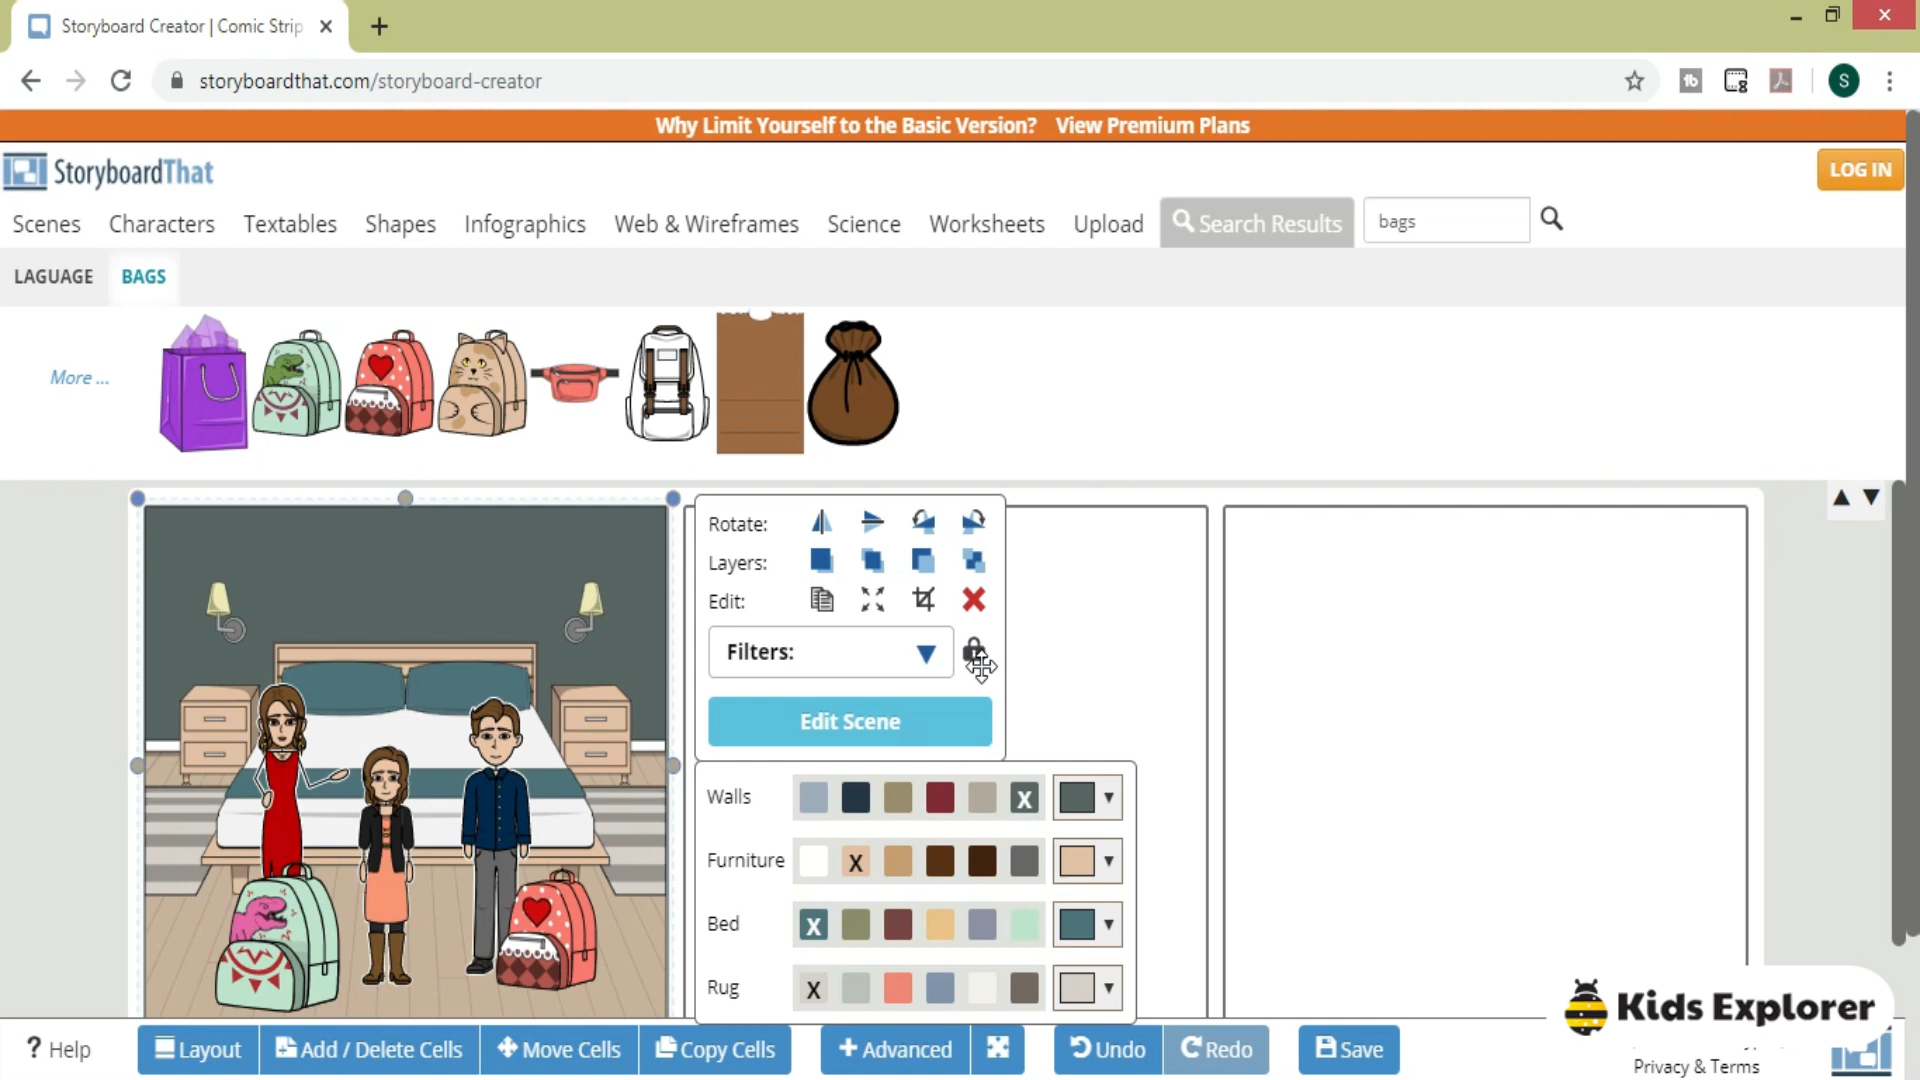 Storyboard Creator | Comic Strip
storyboardthat.com/storyboard-creator
S
Why Limit Yourself to the Basic Version? View Premium Plans
StoryboardThat
LOG IN
Scenes Characters Textables Shapes Infographics Web & Wireframes Science Worksheets Upload Search Results bags
LAGUAGE BAGS
More ...
Rotate:
Layers:
Edit:
Filters:
Edit Scene
Walls X
Furniture X
Bed X
Rug X
Kids Explorer
? Help Layout Add / Delete Cells Move Cells Copy Cells + Advanced Undo Redo Save
Privacy & Terms